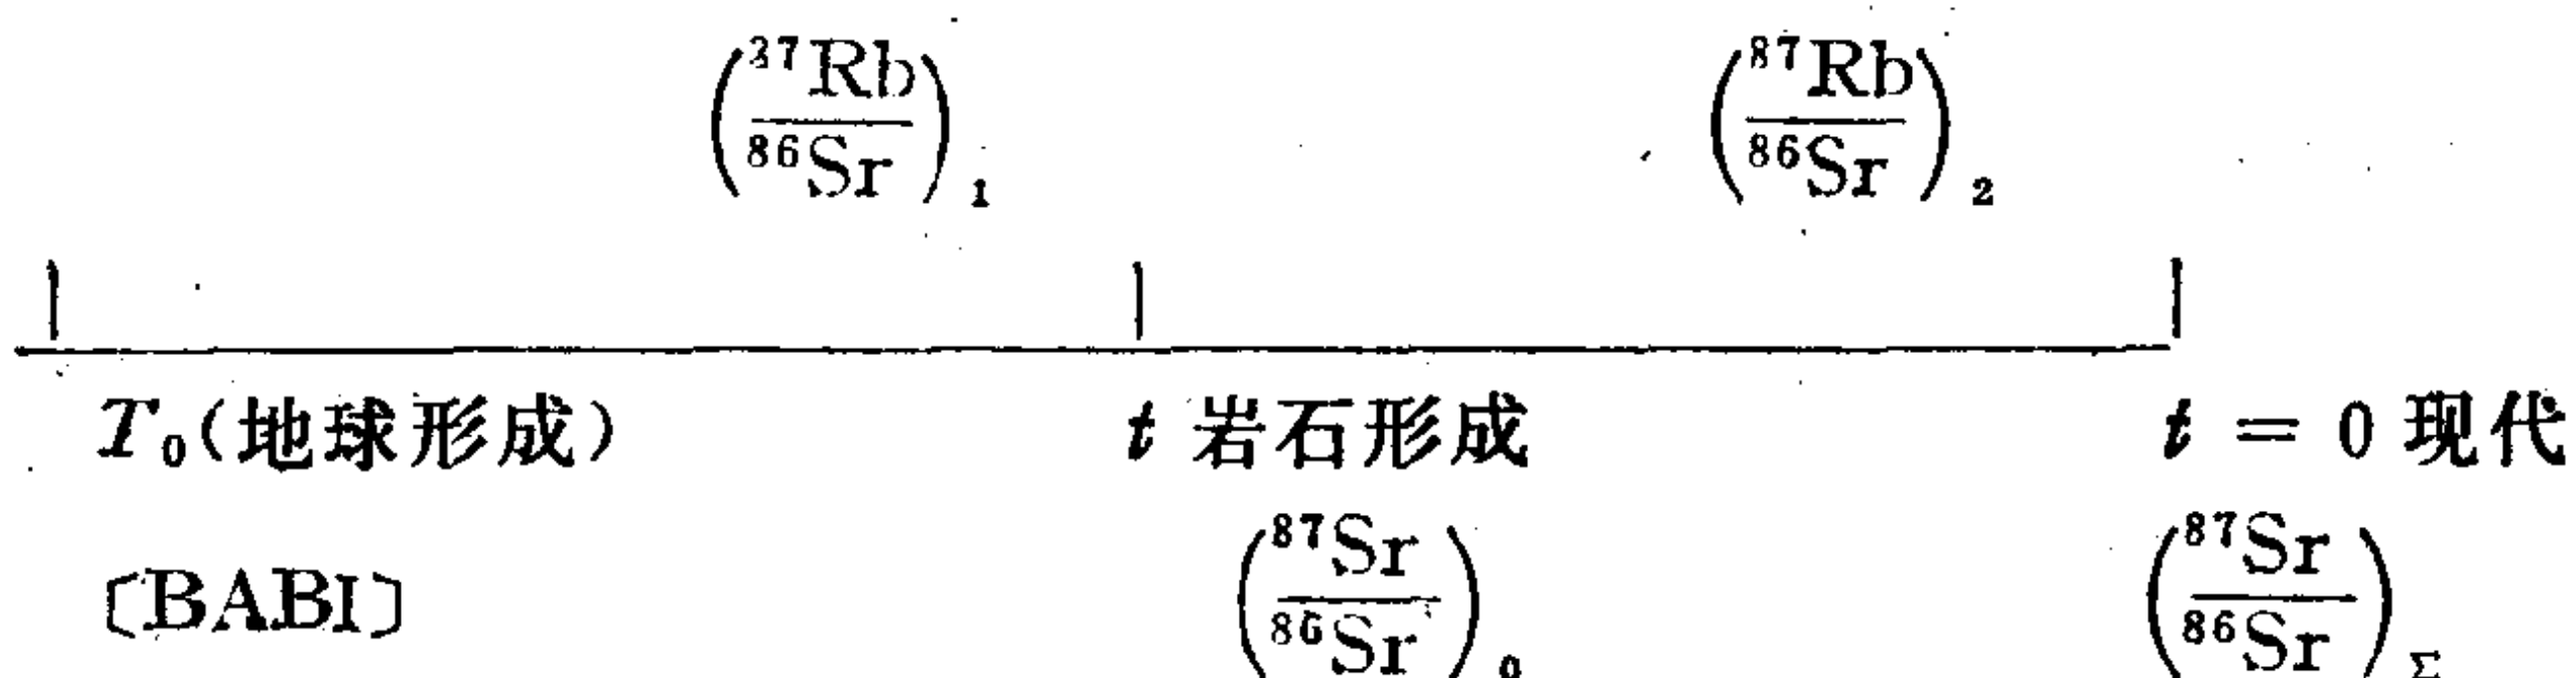 (⁸⁷Rb/⁸⁶Sr)₁ (⁸⁷Rb/⁸⁶Sr)₂
T₀(地球形成) t 岩石形成 t = 0 现代
〔BABI〕 (⁸⁷Sr/⁸⁶Sr)₀ (⁸⁷Sr/⁸⁶Sr)_Σ